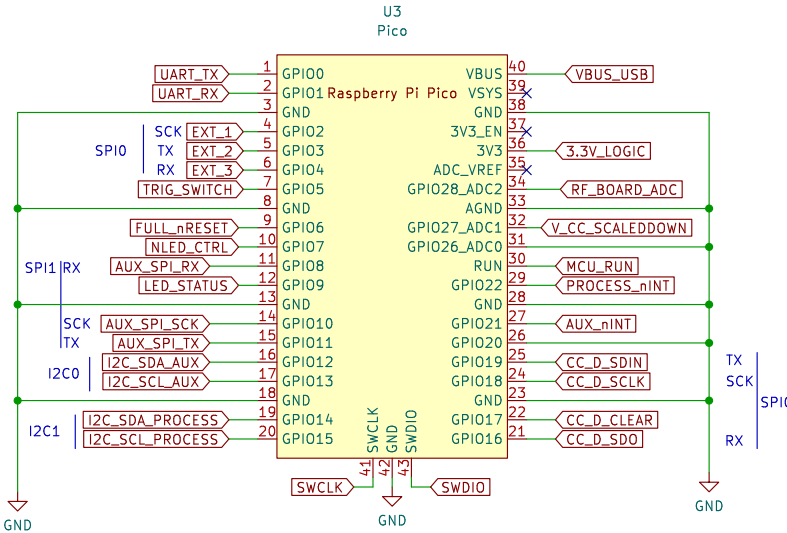 U3
Pico
UART_TX 1 GPIO0 VBUS 40 VBUS_USB
UART_RX 2 GPIO1 Raspberry Pi Pico VSYS 39
3 GND GND 38
SCK EXT_1 4 GPIO2 3V3_EN 37
SPI0 TX EXT_2 5 GPIO3 3V3 36 3.3V_LOGIC
RX EXT_3 6 GPIO4 ADC_VREF 35
TRIG_SWITCH 7 GPIO5 GPIO28_ADC2 34 RF_BOARD_ADC
8 GND AGND 33
FULL_nRESET 9 GPIO6 GPIO27_ADC1 32 V_CC_SCALEDDOWN
NLED_CTRL 10 GPIO7 GPIO26_ADC0 31
SPI1 RX AUX_SPI_RX 11 GPIO8 RUN 30 MCU_RUN
LED_STATUS 12 GPIO9 GPIO22 29 PROCESS_nINT
13 GND GND 28
SCK AUX_SPI_SCK 14 GPIO10 GPIO21 27 AUX_nINT
TX AUX_SPI_TX 15 GPIO11 GPIO20 26
I2C_SDA_AUX 16 GPIO12 GPIO19 25 CC_D_SDIN TX
I2C0 I2C_SCL_AUX 17 GPIO13 GPIO18 24 CC_D_SCLK SCK
18 GND GND 23 SPI0
I2C_SDA_PROCESS 19 GPIO14 GPIO17 22 CC_D_CLEAR
I2C1 I2C_SCL_PROCESS 20 GPIO15 GPIO16 21 CC_D_SDO RX
SWCLK GND SWDIO
41 42 43
SWCLK SWDIO
GND GND GND